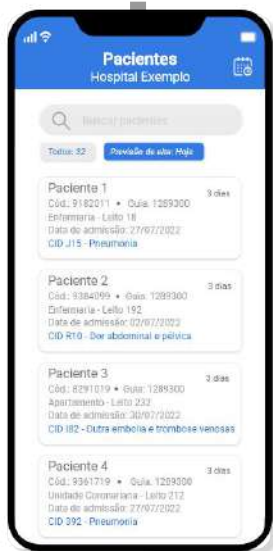 Pacientes
Hospital Exemplo
Buscar pacientes
Todos: 32 Previsão de alta: Hoje
Paciente 1
3 dias
Cód.: 9182011 • Guia: 1289300
Enfermaria - Leito 18
Data de admissão: 27/07/2022
CID J15 - Pneumonia
Paciente 2
3 dias
Cód.: 9384099 • Guia: 1289300
Enfermaria - Leito 192
Data de admissão: 02/07/2022
CID R10 - Dor abdominal e pélvica
Paciente 3
3 dias
Cód.: 8291019 • Guia: 1289300
Apartamento - Leito 232
Data de admissão: 30/07/2022
CID I82 - Outra embolia e trombose venosas
Paciente 4
3 dias
Cód.: 9361719 • Guia: 1289300
Unidade Coronariana - Leito 212
Data de admissão: 27/07/2022
CID 392 - Pneumonia